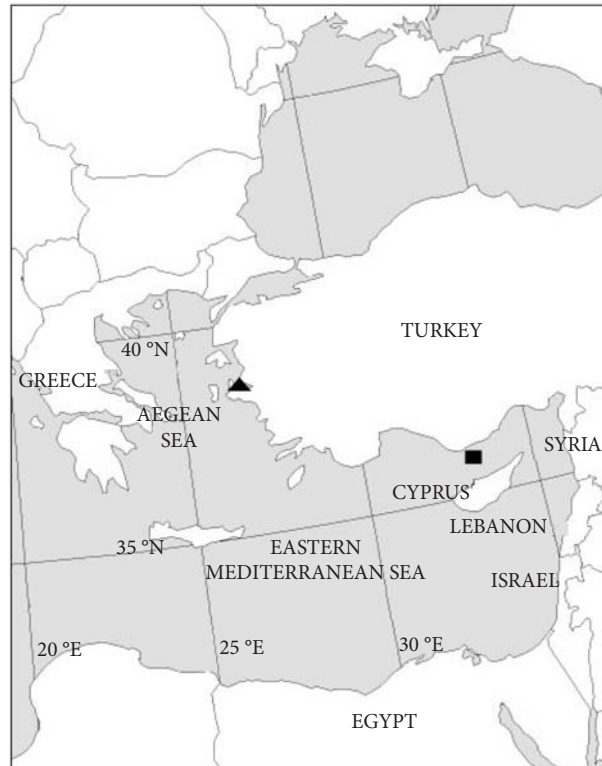 TURKEY
40 °N
GREECE
AEGEAN
SEA
SYRIA
CYPRUS
LEBANON
35 °N
EASTERN
MEDITERRANEAN SEA
ISRAEL
20 °E
25 °E
30 °E
EGYPT